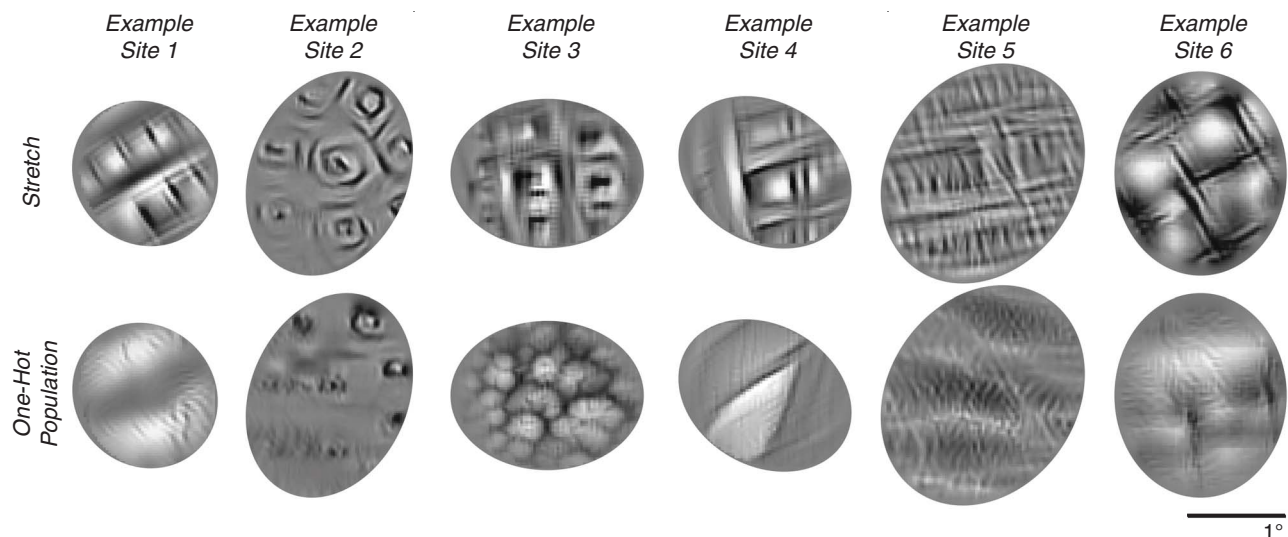 Example Site 1
Example Site 2
Example Site 3
Example Site 4
Example Site 5
Example Site 6
Stretch
One-Hot
Population
1°